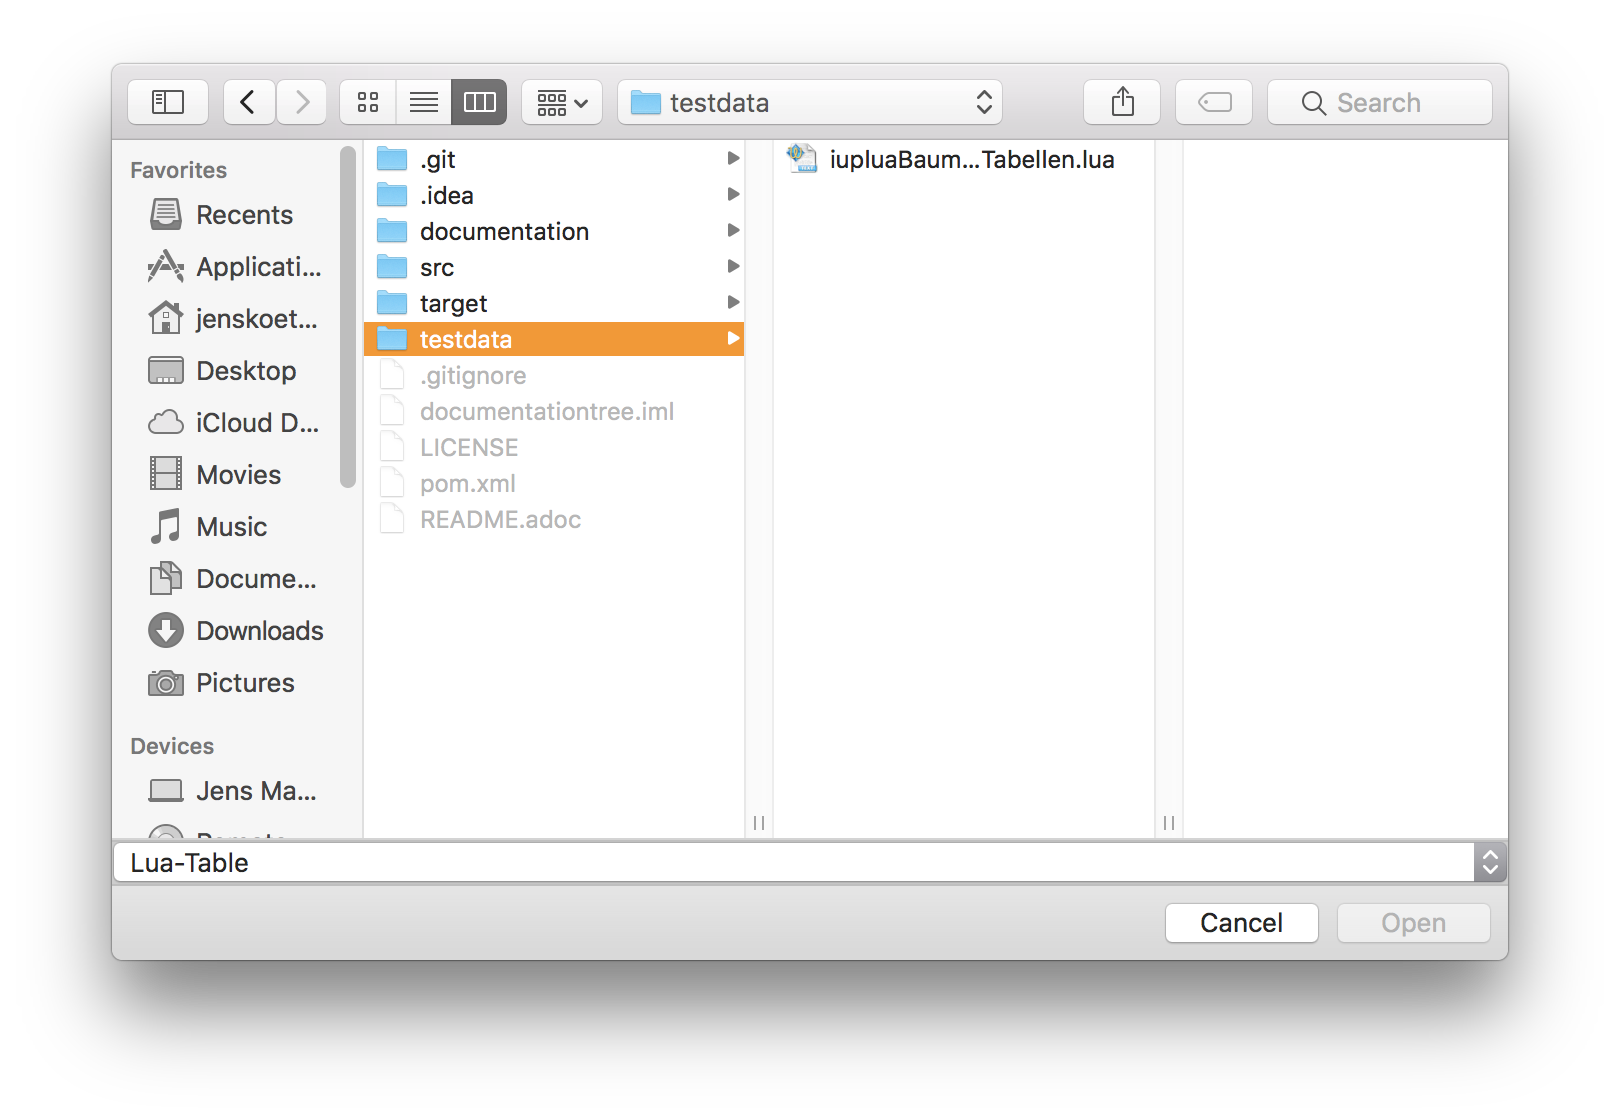 testdata
Search
Favorites
Recents
Applicati...
jenskoet...
Desktop
iCloud D...
Movies
Music
Docume...
Downloads
Pictures
Devices
Jens Ma...
.git
.idea
documentation
src
target
testdata
.gitignore
documentationtree.iml
LICENSE
pom.xml
README.adoc
iupluaBaum...Tabellen.lua
Lua-Table
Cancel
Open